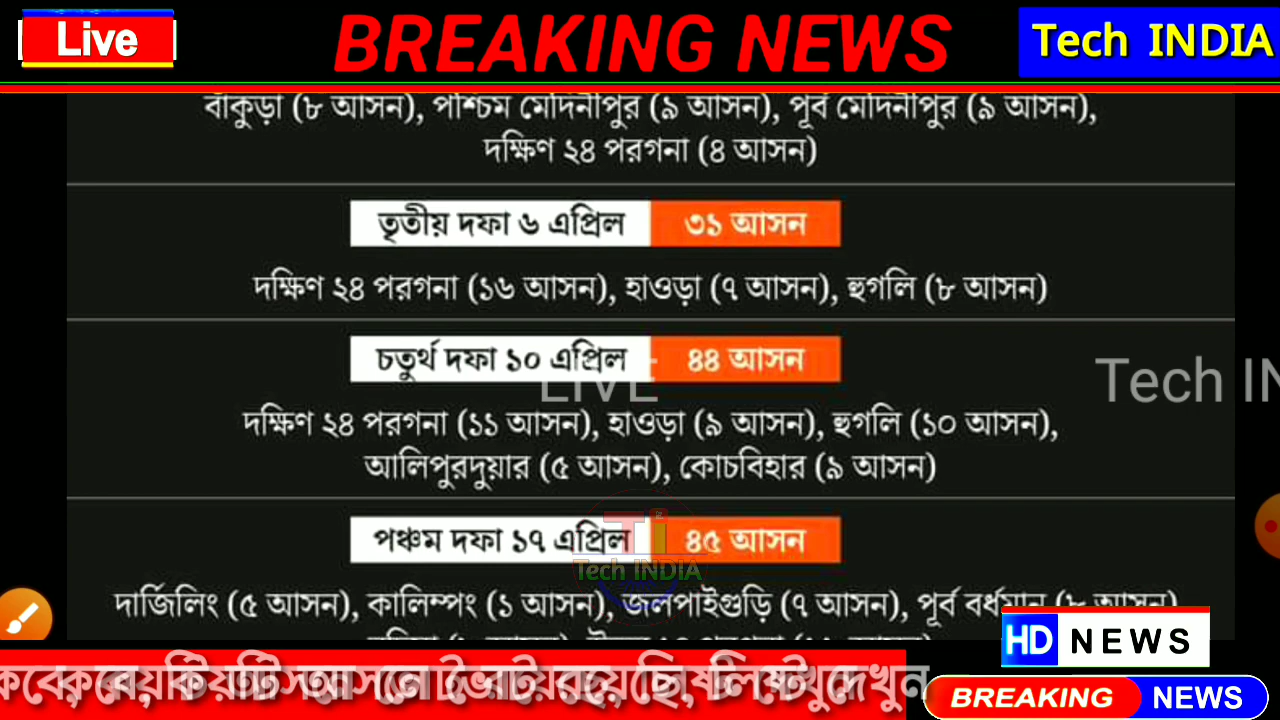 Live
BREAKING NEWS
Tech INDIA
বাঁকুড়া (৮ আসন), পশ্চিম মেদিনীপুর (৯ আসন), পূর্ব মেদিনীপুর (৯ আসন),
দক্ষিণ ২৪ পরগনা (৪ আসন)
তৃতীয় দফা ৬ এপ্রিল ৩১ আসন
দক্ষিণ ২৪ পরগনা (১৬ আসন), হাওড়া (৭ আসন), হুগলি (৮ আসন)
চতুর্থ দফা ১০ এপ্রিল ৪৪ আসন
LIVE
Tech IN
দক্ষিণ ২৪ পরগনা (১১ আসন), হাওড়া (৯ আসন), হুগলি (১০ আসন),
আলিপুরদুয়ার (৫ আসন), কোচবিহার (৯ আসন)
পঞ্চম দফা ১৭ এপ্রিল ৪৫ আসন
Ti
Tech INDIA
দার্জিলিং (৫ আসন), কালিম্পং (১ আসন), জলপাইগুড়ি (৭ আসন), পূর্ব বর্ধমান (৮ আসন)
HD NEWS
BREAKING NEWS